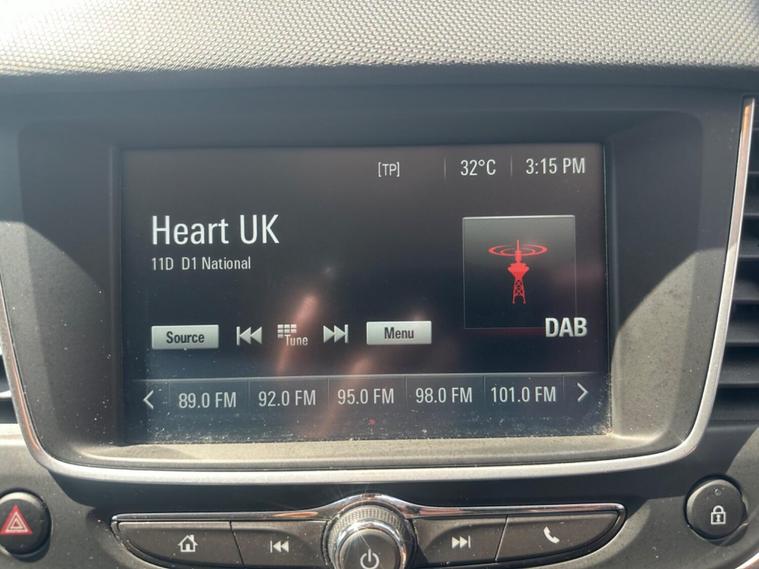 [TP] 32°C 3:15 PM
Heart UK
11D D1 National
DAB
Source Tune Menu
89.0 FM 92.0 FM 95.0 FM 98.0 FM 101.0 FM